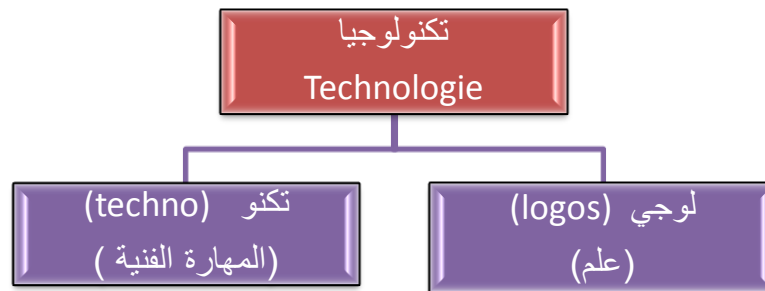 تكنولوجيا
Technologie
لوجي (logos)
(علم)
تكنو (techno)
(المهارة الفنية )